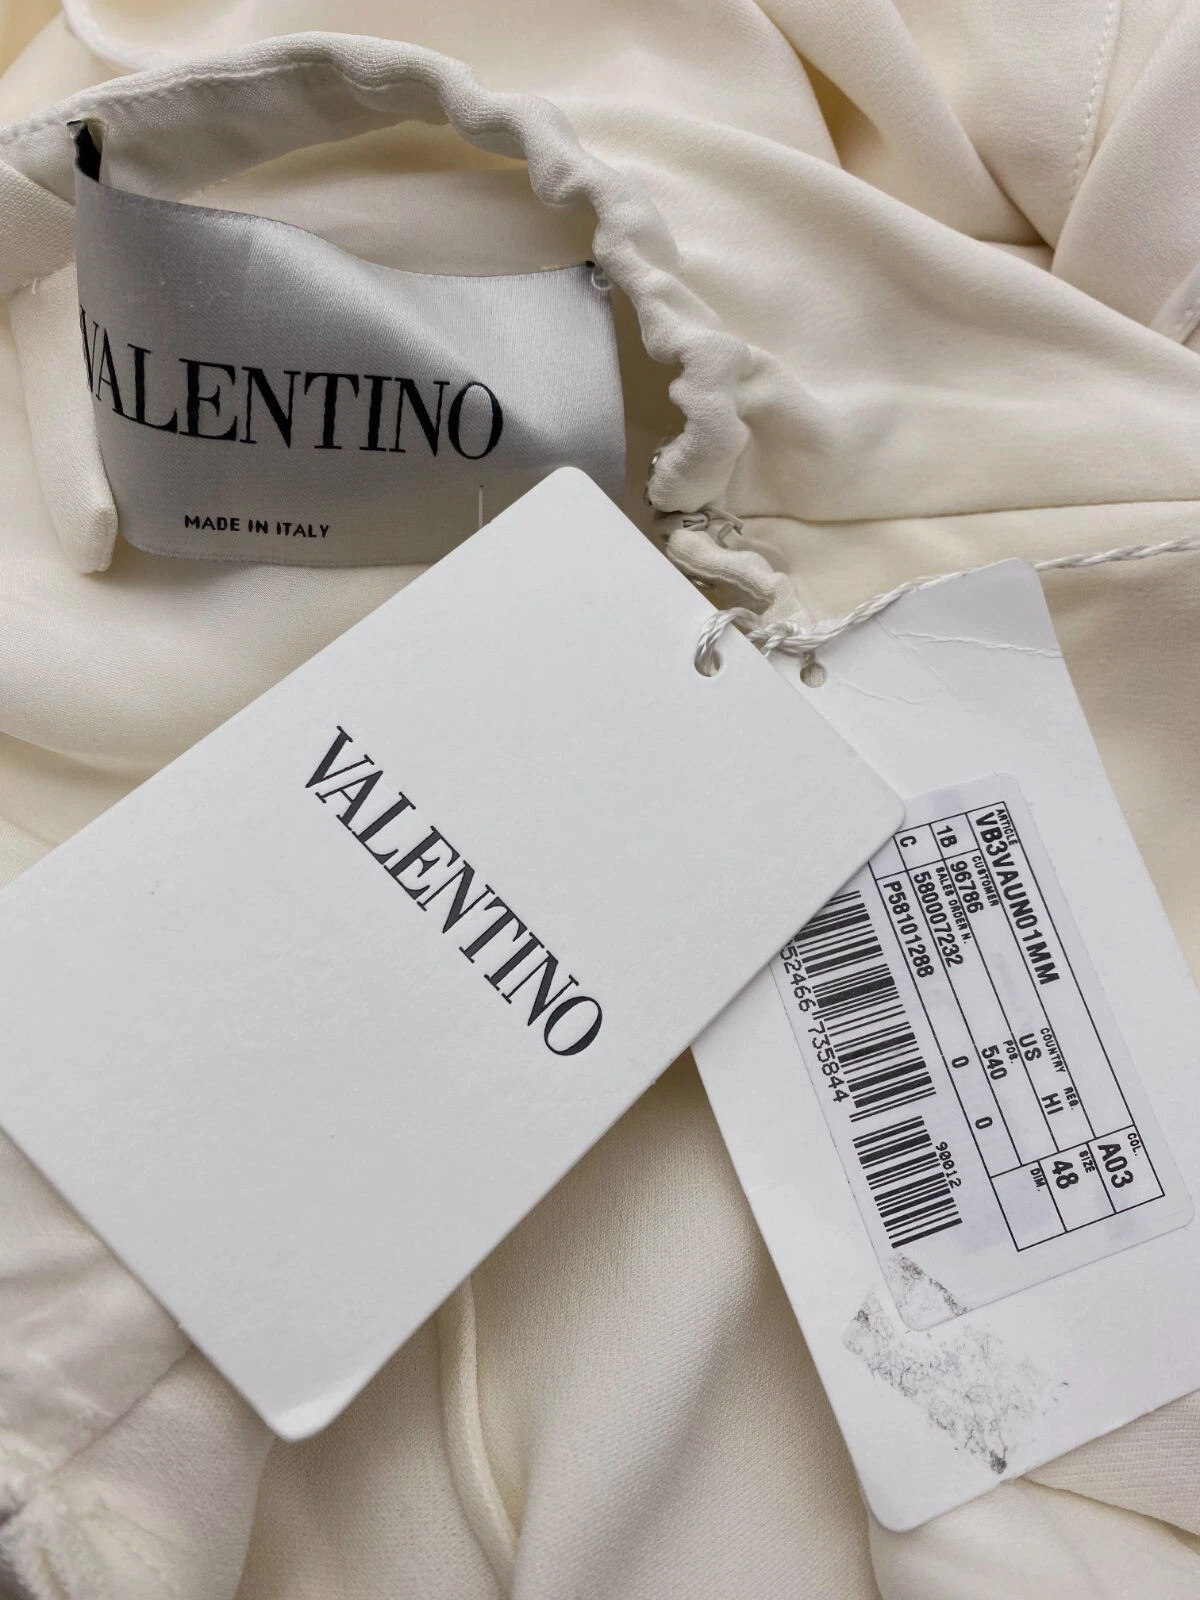 VALENTINO
MADE IN ITALY
VALENTINO
ARTICLE
VB3VAUN01MM
COL.
A03
CUSTOMER
COUNTRY
REG.
SIZE
1B
96786
US
HI
48
SALES ORDER N.
POS.
DIM.
C
580007232
540
P58101288
0
0
90012
52466 735844